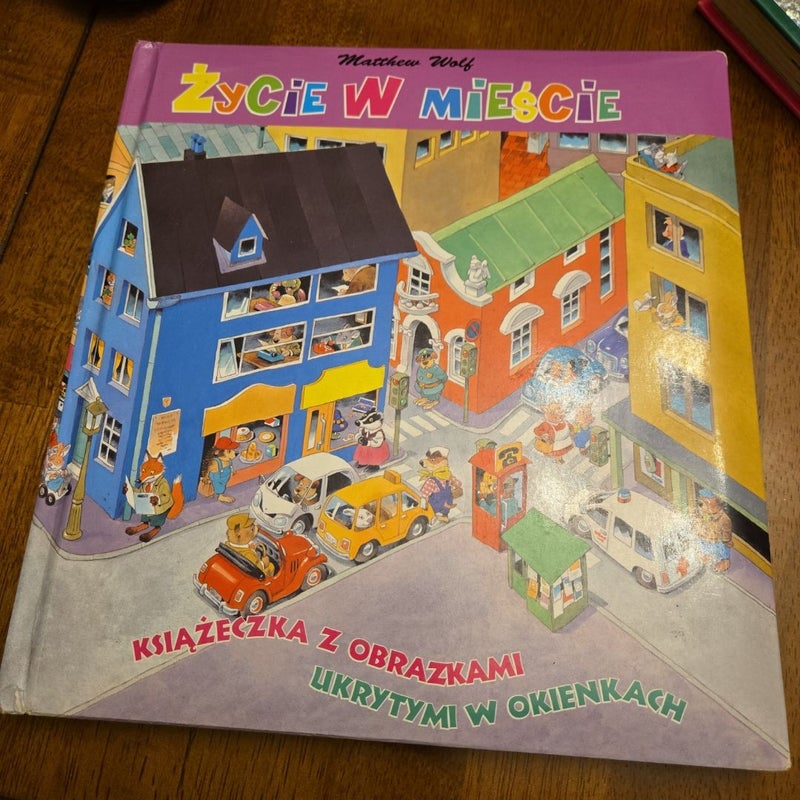 Matthew Wolf
ŻYCIE W MIEŚCIE
KSIĄŻECZKA Z OBRAZKAMI
UKRYTYMI W OKIENKACH